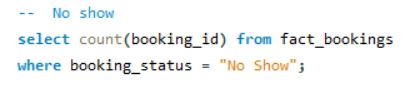 --  No show
select count(booking_id) from fact_bookings
where booking_status = "No Show";